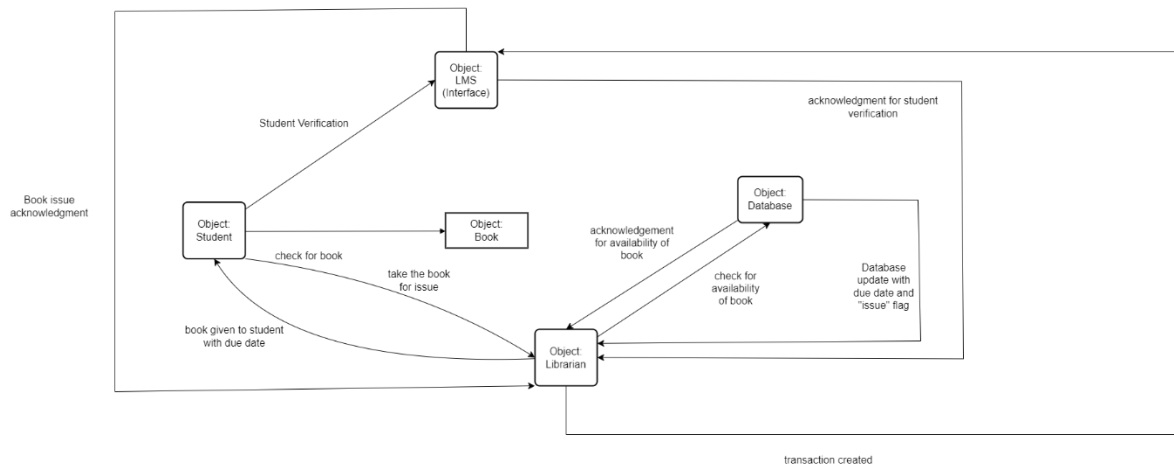 Object:
LMS
(Interface)
acknowledgment for student
verification
Student Verification
Book issue
acknowledgment
Object:
Student
Object:
Book
Object:
Database
acknowledgement
for availability of
book
check for book
take the book
for issue
check for
availability
of book
Database
update with
due date and
"issue" flag
book given to student
with due date
Object:
Librarian
transaction created